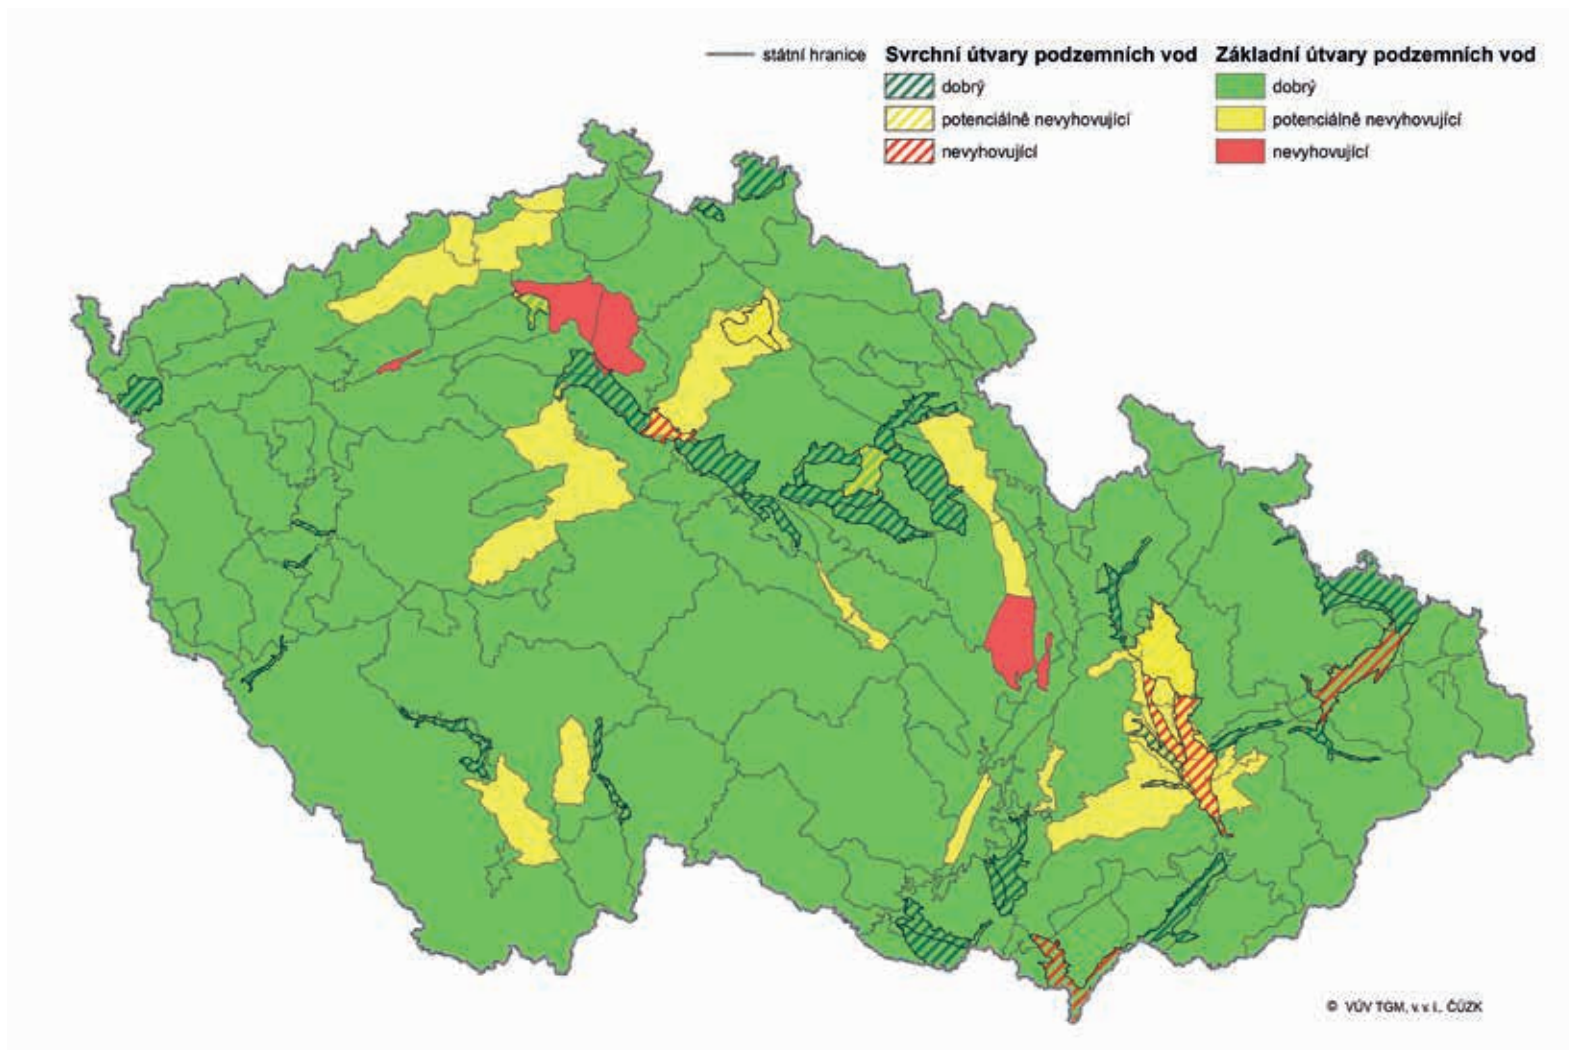 státní hranice
Svrchní útvary podzemních vod
dobrý
potenciálně nevyhovující
nevyhovující
Základní útvary podzemních vod
dobrý
potenciálně nevyhovující
nevyhovující
© VÚV TGM, v. v. i., ČÚZK